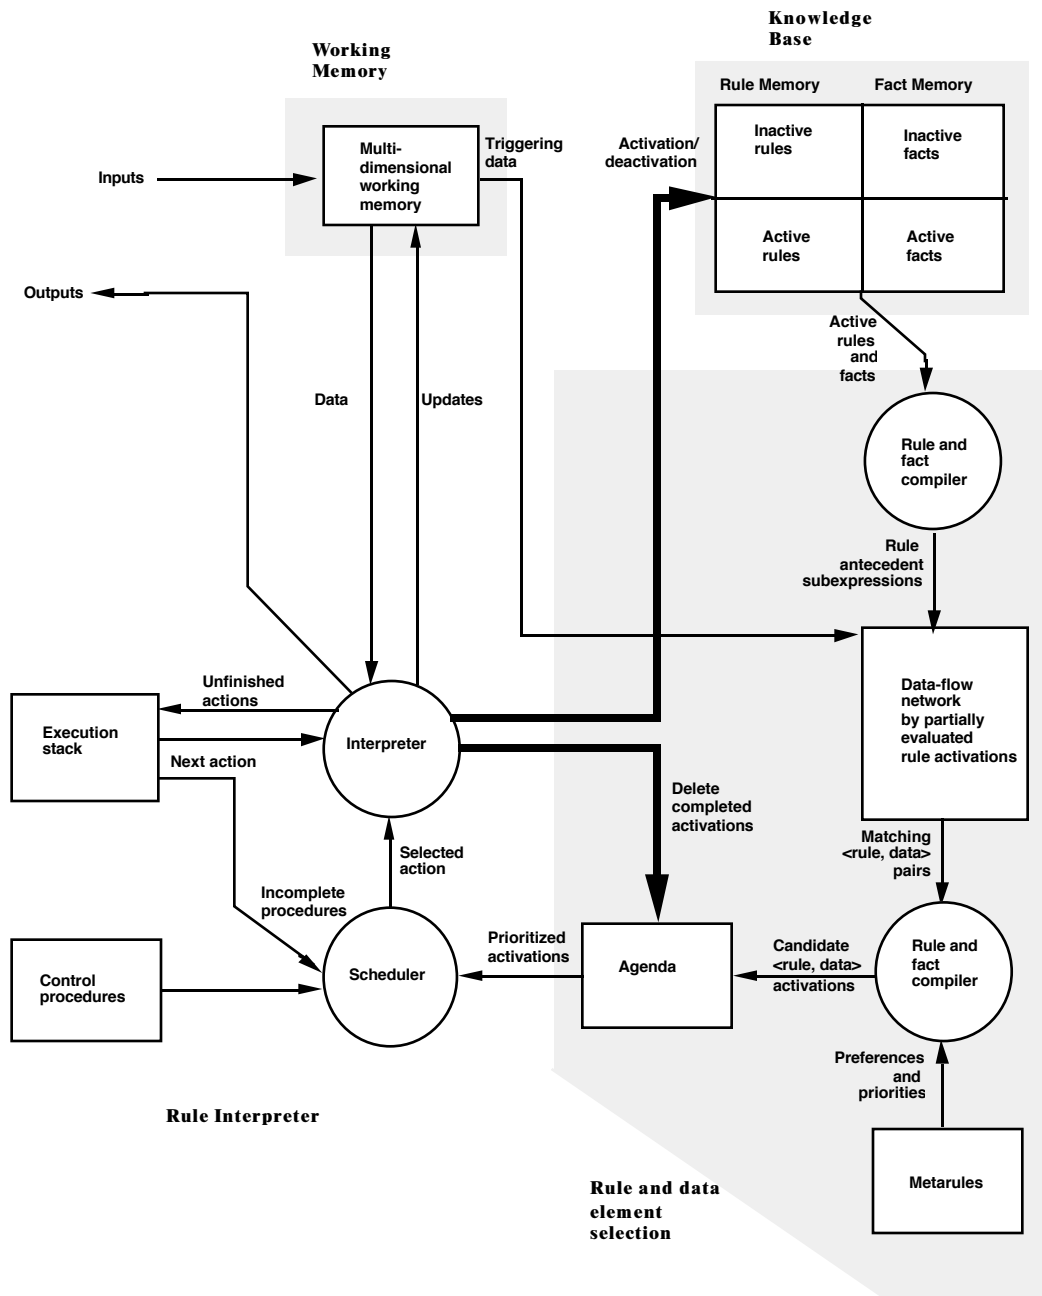 Knowledge
Base
Working
Memory
Rule Memory
Fact Memory
Inactive
rules
Inactive
facts
Active
rules
Active
facts
Multi-
dimensional
working
memory
Triggering
data
Activation/
deactivation
Inputs
Outputs
Active
rules
and
facts
Data
Updates
Rule and
fact
compiler
Rule
antecedent
subexpressions
Data-flow
network
by partially
evaluated
rule activations
Unfinished
actions
Execution
stack
Interpreter
Next action
Delete
completed
activations
Matching
<rule, data>
pairs
Selected
action
Incomplete
procedures
Prioritized
activations
Agenda
Candidate
<rule, data>
activations
Rule and
fact
compiler
Control
procedures
Scheduler
Preferences
and
priorities
Rule Interpreter
Metarules
Rule and data
element
selection